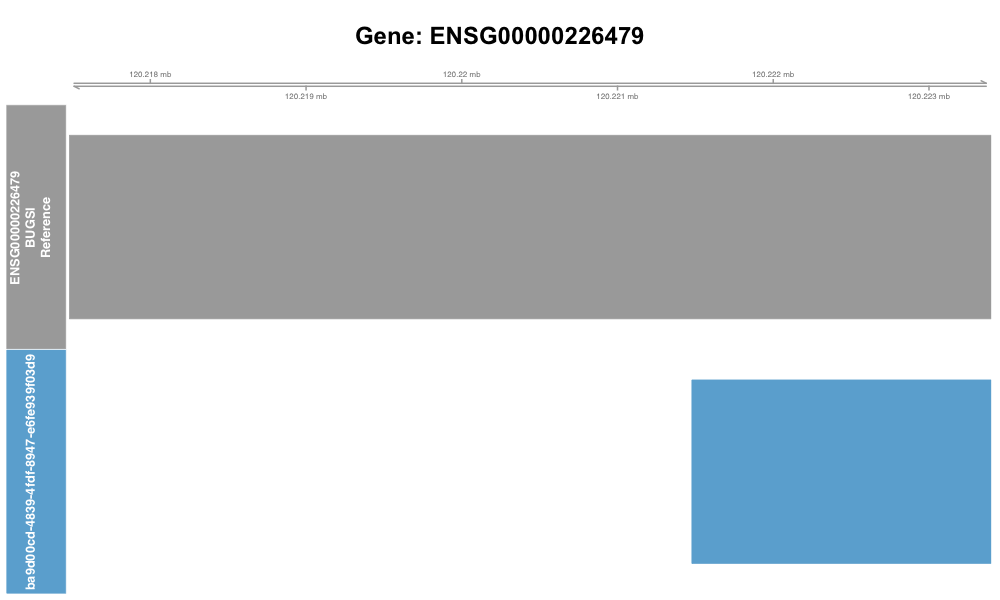 Gene: ENSG00000226479
120.218 mb
120.22 mb
120.222 mb
120.219 mb
120.221 mb
120.223 mb
ENSG00000226479
BUGSI
Reference
ba9d00cd-4839-4fdf-8947-e6fe939f03d9